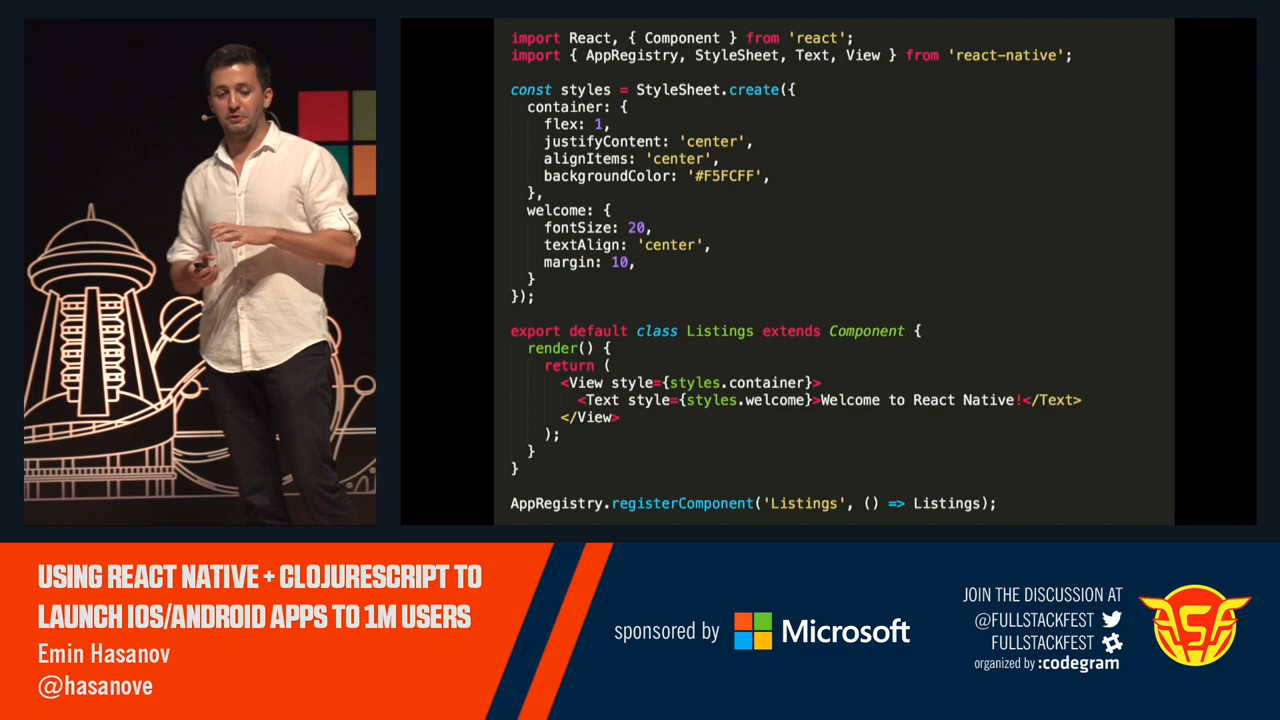 import React, { Component } from 'react';
import { AppRegistry, StyleSheet, Text, View } from 'react-native';
const styles = StyleSheet.create({
container: {
flex: 1,
justifyContent: 'center',
alignItems: 'center',
backgroundColor: '#F5FCFF',
},
welcome: {
fontSize: 20,
textAlign: 'center',
margin: 10,
}
});
export default class Listings extends Component {
render() {
return (
<View style={styles.container}>
<Text style={styles.welcome}>Welcome to React Native!</Text>
</View>
);
}
}
AppRegistry.registerComponent('Listings', () => Listings);
USING REACT NATIVE + CLOJURESCRIPT TO
LAUNCH IOS/ANDROID APPS TO 1M USERS
Emin Hasanov
@hasanove
sponsored by Microsoft
JOIN THE DISCUSSION AT
@FULLSTACKFEST
FULLSTACKFEST
organized by :codegram
FSF